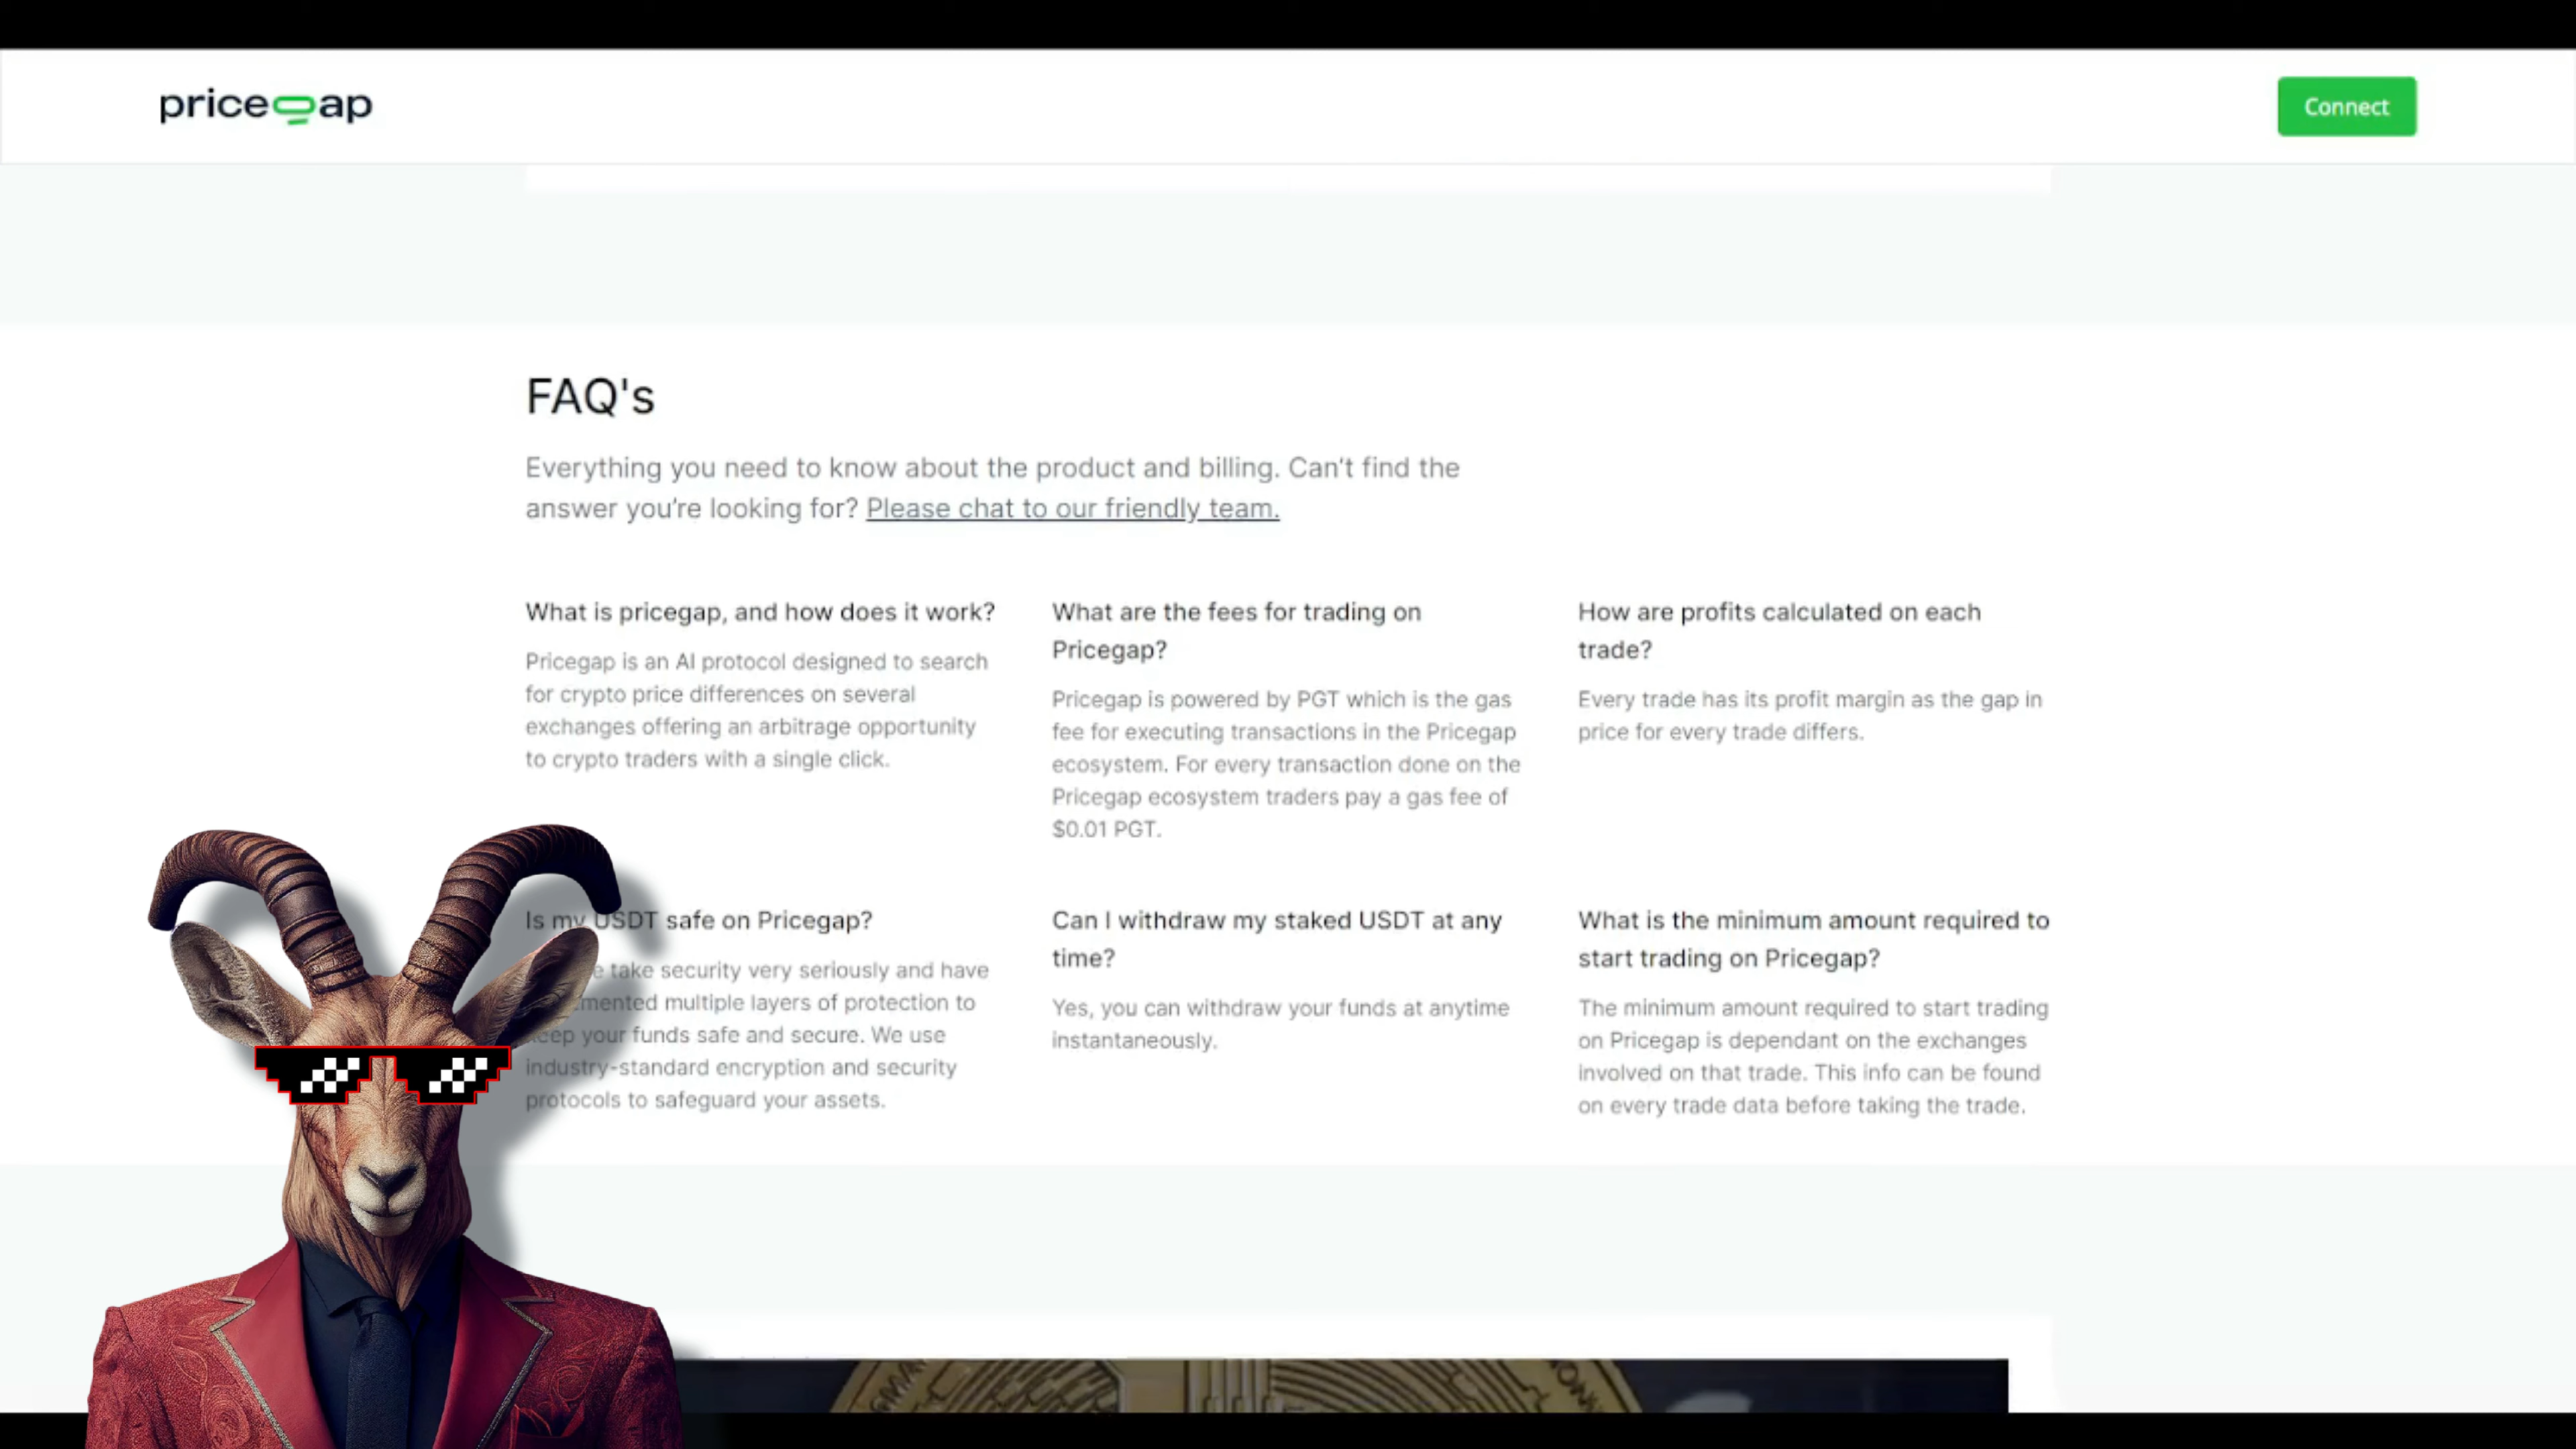 pricegap
Connect
FAQ's
Everything you need to know about the product and billing. Can't find the
answer you're looking for? Please chat to our friendly team.
What is pricegap, and how does it work?
Pricegap is an AI protocol designed to search
for crypto price differences on several
exchanges offering an arbitrage opportunity
to crypto traders with a single click.
What are the fees for trading on
Pricegap?
Pricegap is powered by PGT which is the gas
fee for executing transactions in the Pricegap
ecosystem. For every transaction done on the
Pricegap ecosystem traders pay a gas fee of
$0.01 PGT.
How are profits calculated on each
trade?
Every trade has its profit margin as the gap in
price for every trade differs.
Is my USDT safe on Pricegap?
take security very seriously and have
multiple layers of protection to
your funds safe and secure. We use
industry-standard encryption and security
protocols to safeguard your assets.
Can I withdraw my staked USDT at any
time?
Yes, you can withdraw your funds at anytime
instantaneously.
What is the minimum amount required to
start trading on Pricegap?
The minimum amount required to start trading
on Pricegap is dependant on the exchanges
involved on that trade. This info can be found
on every trade data before taking the trade.